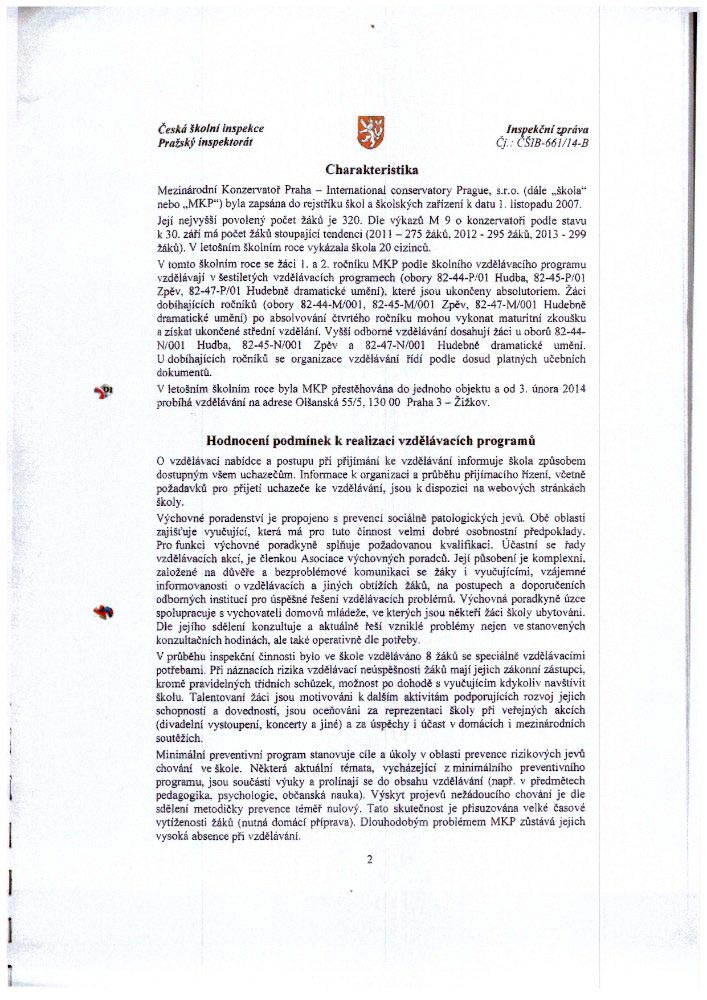 Česká školní inspekce
Pražský inspektorát
Inspekční zpráva
Čj.: ČŠIB-661/14-B
Charakteristika
Mezinárodní Konzervatoř Praha – International conservatory Prague, s.r.o. (dále „škola“
nebo „MKP“) byla zapsána do rejstříku škol a školských zařízení k datu 1. listopadu 2007.
Její nejvyšší povolený počet žáků je 320. Dle výkazů M 9 o konzervatoři podle stavu
k 30. září má počet žáků stoupající tendenci (2011 – 275 žáků, 2012 - 295 žáků, 2013 - 299
žáků). V letošním školním roce vykázala škola 20 cizinců.
V tomto školním roce se žáci 1. a 2. ročníku MKP podle školního vzdělávacího programu
vzdělávají v šestiletých vzdělávacích programech (obory 82-44-P/01 Hudba, 82-45-P/01
Zpěv, 82-47-P/01 Hudebně dramatické umění), které jsou ukončeny absolutoriem. Žáci
dobíhajících ročníků (obory 82-44-M/001, 82-45-M/001 Zpěv, 82-47-M/001 Hudebně
dramatické umění) po absolvování čtvrtého ročníku mohou vykonat maturitní zkoušku
a získat ukončené střední vzdělání. Vyšší odborné vzdělávání dosahují žáci u oborů 82-44-
N/001 Hudba, 82-45-N/001 Zpěv a 82-47-N/001 Hudebně dramatické umění.
U dobíhajících ročníků se organizace vzdělávání řídí podle dosud platných učebních
dokumentů.
V letošním školním roce byla MKP přestěhována do jednoho objektu a od 3. února 2014
probíhá vzdělávání na adrese Olšanská 55/5, 130 00 Praha 3 – Žižkov.
Hodnocení podmínek k realizaci vzdělávacích programů
O vzdělávací nabídce a postupu při přijímání ke vzdělávání informuje škola způsobem
dostupným všem uchazečům. Informace k organizaci a průběhu přijímacího řízení, včetně
požadavků pro přijetí uchazeče ke vzdělávání, jsou k dispozici na webových stránkách
školy.
Výchovné poradenství je propojeno s prevencí sociálně patologických jevů. Obě oblasti
zajišťuje vyučující, která má pro tuto činnost velmi dobré osobnostní předpoklady.
Pro funkci výchovné poradkyně splňuje požadovanou kvalifikaci. Účastní se řady
vzdělávacích akcí, je členkou Asociace výchovných poradců. Její působení je komplexní,
založené na důvěře a bezproblémové komunikaci se žáky i vyučujícími, vzájemné
informovanosti o vzdělávacích a jiných obtížích žáků, na postupech a doporučeních
odborných institucí pro úspěšné řešení vzdělávacích problémů. Výchovná poradkyně úzce
spolupracuje s vychovateli domovů mládeže, ve kterých jsou někteří žáci školy ubytováni.
Dle jejího sdělení konzultuje a aktuálně řeší vzniklé problémy nejen ve stanovených
konzultačních hodinách, ale také operativně dle potřeby.
V průběhu inspekční činnosti bylo ve škole vzděláváno 8 žáků se speciálně vzdělávacími
potřebami. Při náznacích rizika vzdělávací neúspěšnosti žáků mají jejich zákonní zástupci,
kromě pravidelných třídních schůzek, možnost po dohodě s vyučujícím kdykoliv navštívit
školu. Talentovaní žáci jsou motivováni k dalším aktivitám podporujících rozvoj jejich
schopností a dovedností, jsou oceňováni za reprezentaci školy při veřejných akcích
(divadelní vystoupení, koncerty a jiné) a za úspěchy i účast v domácích i mezinárodních
soutěžích.
Minimální preventivní program stanovuje cíle a úkoly v oblasti prevence rizikových jevů
chování ve škole. Některá aktuální témata, vycházející z minimálního preventivního
programu, jsou součástí výuky a prolínají se do obsahu vzdělávání (např. v předmětech
pedagogika, psychologie, občanská nauka). Výskyt projevů nežádoucího chování je dle
sdělení metodičky prevence téměř nulový. Tato skutečnost je přisuzována velké časové
vytíženosti žáků (nutná domácí příprava). Dlouhodobým problémem MKP zůstává jejich
vysoká absence při vzdělávání.
2